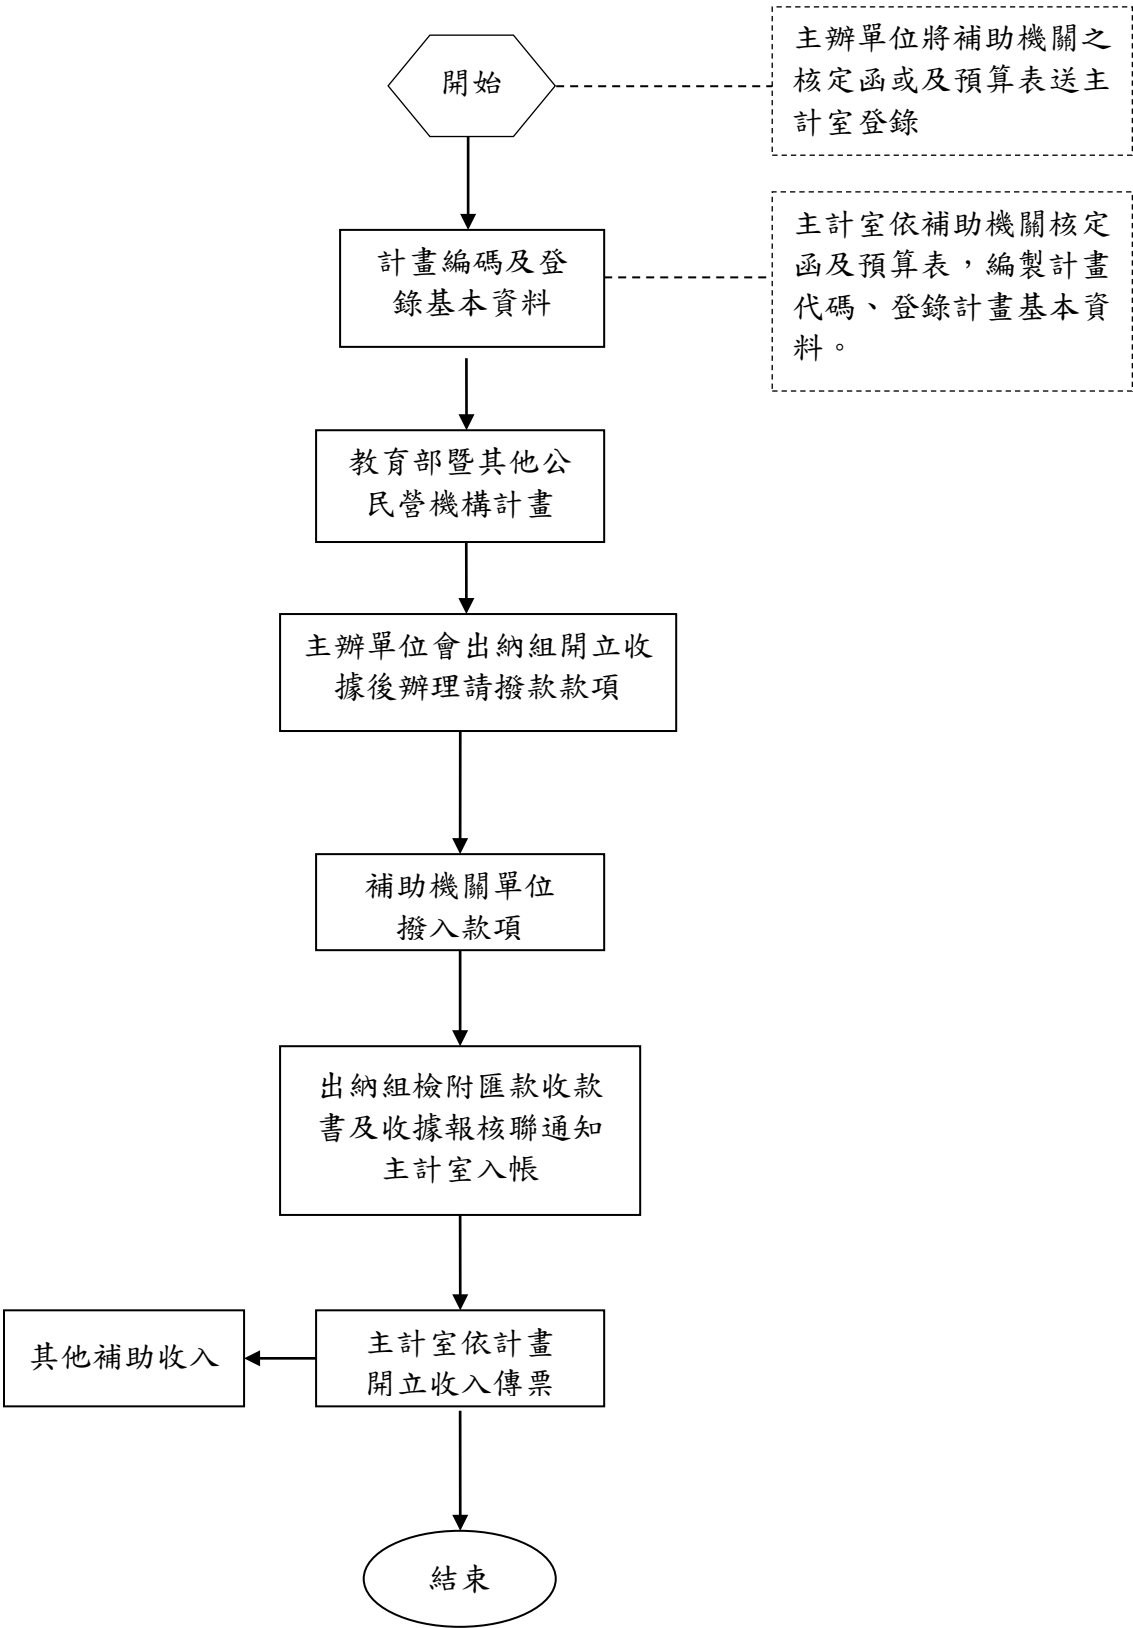 開始
主辦單位將補助機關之
核定函或及預算表送主
計室登錄
計畫編碼及登
錄基本資料
主計室依補助機關核定
函及預算表，編製計畫
代碼、登錄計畫基本資
料。
教育部暨其他公
民營機構計畫
主辦單位會出納組開立收
據後辦理請撥款款項
補助機關單位
撥入款項
出納組檢附匯款收款
書及收據報核聯通知
主計室入帳
其他補助收入
主計室依計畫
開立收入傳票
結束